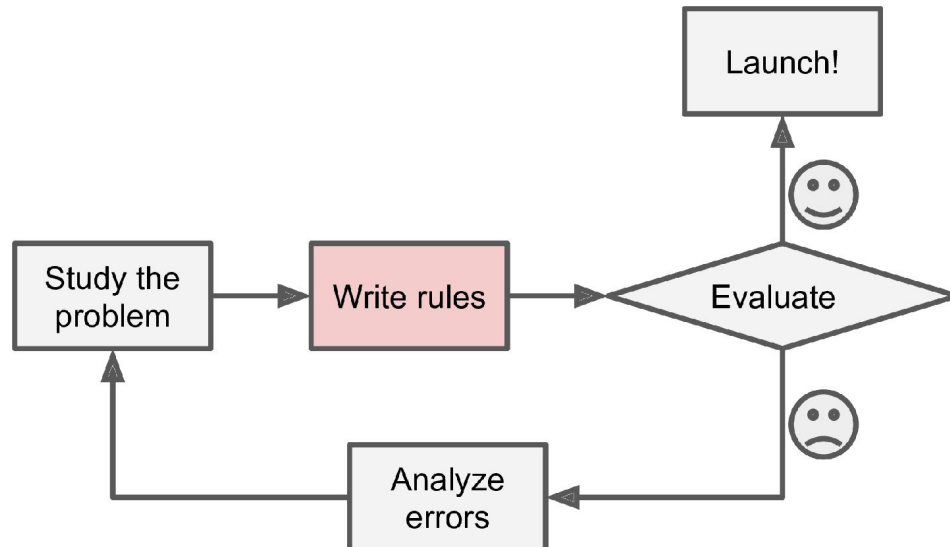 Launch!
Study the
problem
Write rules
Evaluate
Analyze
errors